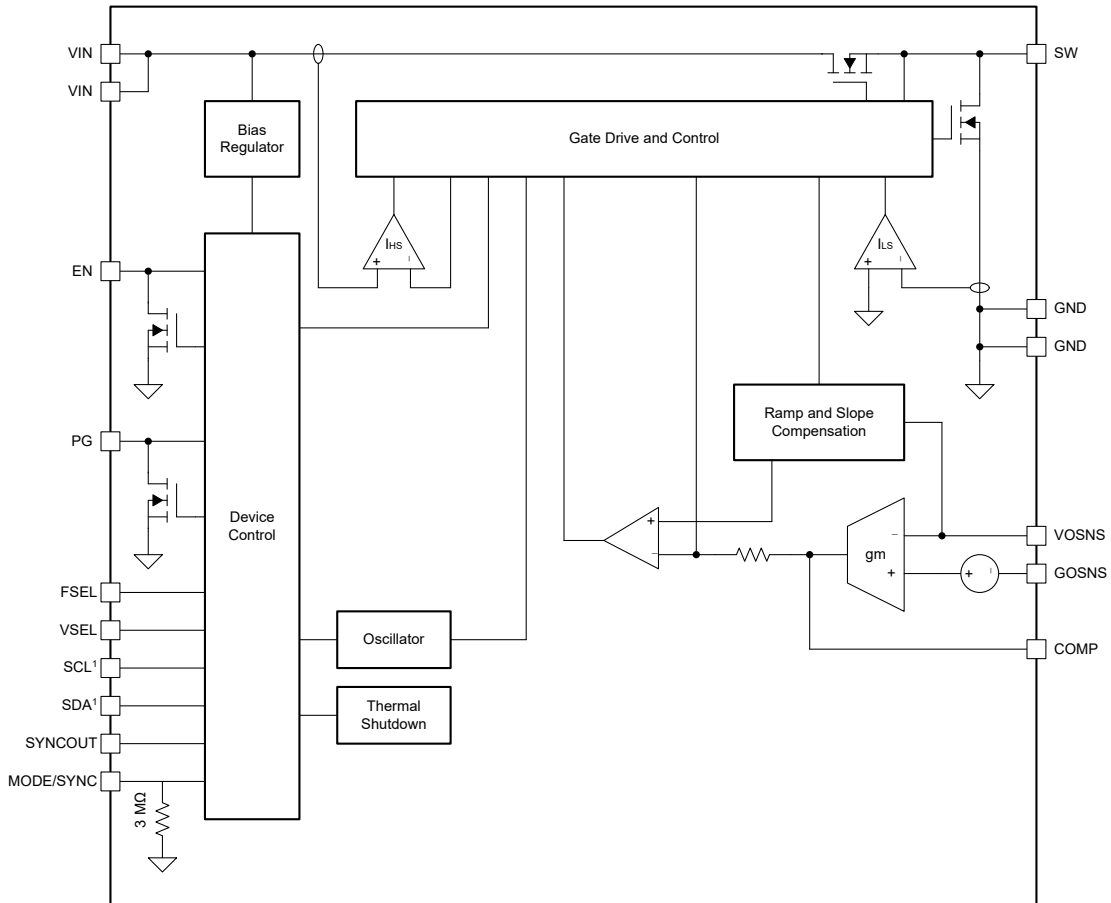 VIN
SW
VIN
Bias
Regulator
Gate Drive and Control
IHS
+
-
ILS
+
-
EN
GND
GND
Ramp and Slope
Compensation
PG
Device
Control
+
-
gm
-
+
VOSNS
+
-
GOSNS
FSEL
VSEL
Oscillator
COMP
SCL¹
SDA¹
Thermal
Shutdown
SYNCOUT
MODE/SYNC
3 MΩ